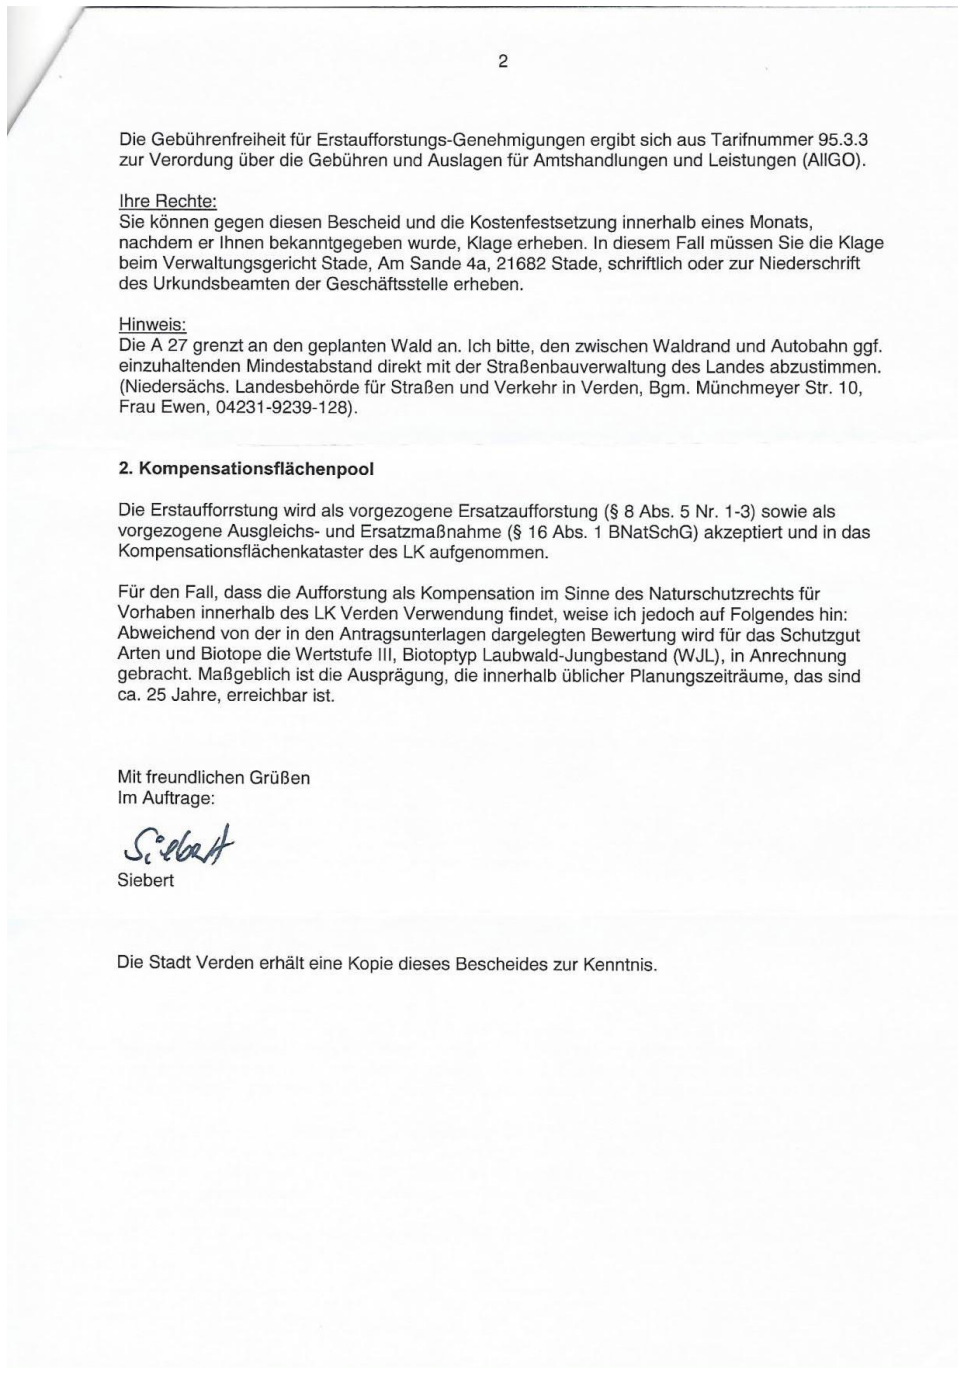 2
Die Gebührenfreiheit für Erstaufforstungs-Genehmigungen ergibt sich aus Tarifnummer 95.3.3
zur Verordung über die Gebühren und Auslagen für Amtshandlungen und Leistungen (AllGO).
Ihre Rechte:
Sie können gegen diesen Bescheid und die Kostenfestsetzung innerhalb eines Monats,
nachdem er Ihnen bekanntgegeben wurde, Klage erheben. In diesem Fall müssen Sie die Klage
beim Verwaltungsgericht Stade, Am Sande 4a, 21682 Stade, schriftlich oder zur Niederschrift
des Urkundsbeamten der Geschäftsstelle erheben.
Hinweis:
Die A 27 grenzt an den geplanten Wald an. Ich bitte, den zwischen Waldrand und Autobahn ggf.
einzuhaltenden Mindestabstand direkt mit der Straßenbauverwaltung des Landes abzustimmen.
(Niedersächs. Landesbehörde für Straßen und Verkehr in Verden, Bgm. Münchmeyer Str. 10,
Frau Ewen, 04231-9239-128).
2. Kompensationsflächenpool
Die Erstaufforrstung wird als vorgezogene Ersatzaufforstung (§ 8 Abs. 5 Nr. 1-3) sowie als
vorgezogene Ausgleichs- und Ersatzmaßnahme (§ 16 Abs. 1 BNatSchG) akzeptiert und in das
Kompensationsflächenkataster des LK aufgenommen.
Für den Fall, dass die Aufforstung als Kompensation im Sinne des Naturschutzrechts für
Vorhaben innerhalb des LK Verden Verwendung findet, weise ich jedoch auf Folgendes hin:
Abweichend von der in den Antragsunterlagen dargelegten Bewertung wird für das Schutzgut
Arten und Biotope die Wertstufe III, Biotoptyp Laubwald-Jungbestand (WJL), in Anrechnung
gebracht. Maßgeblich ist die Ausprägung, die innerhalb üblicher Planungszeiträume, das sind
ca. 25 Jahre, erreichbar ist.
Mit freundlichen Grüßen
Im Auftrage:
Siebert
Siebert
Die Stadt Verden erhält eine Kopie dieses Bescheides zur Kenntnis.